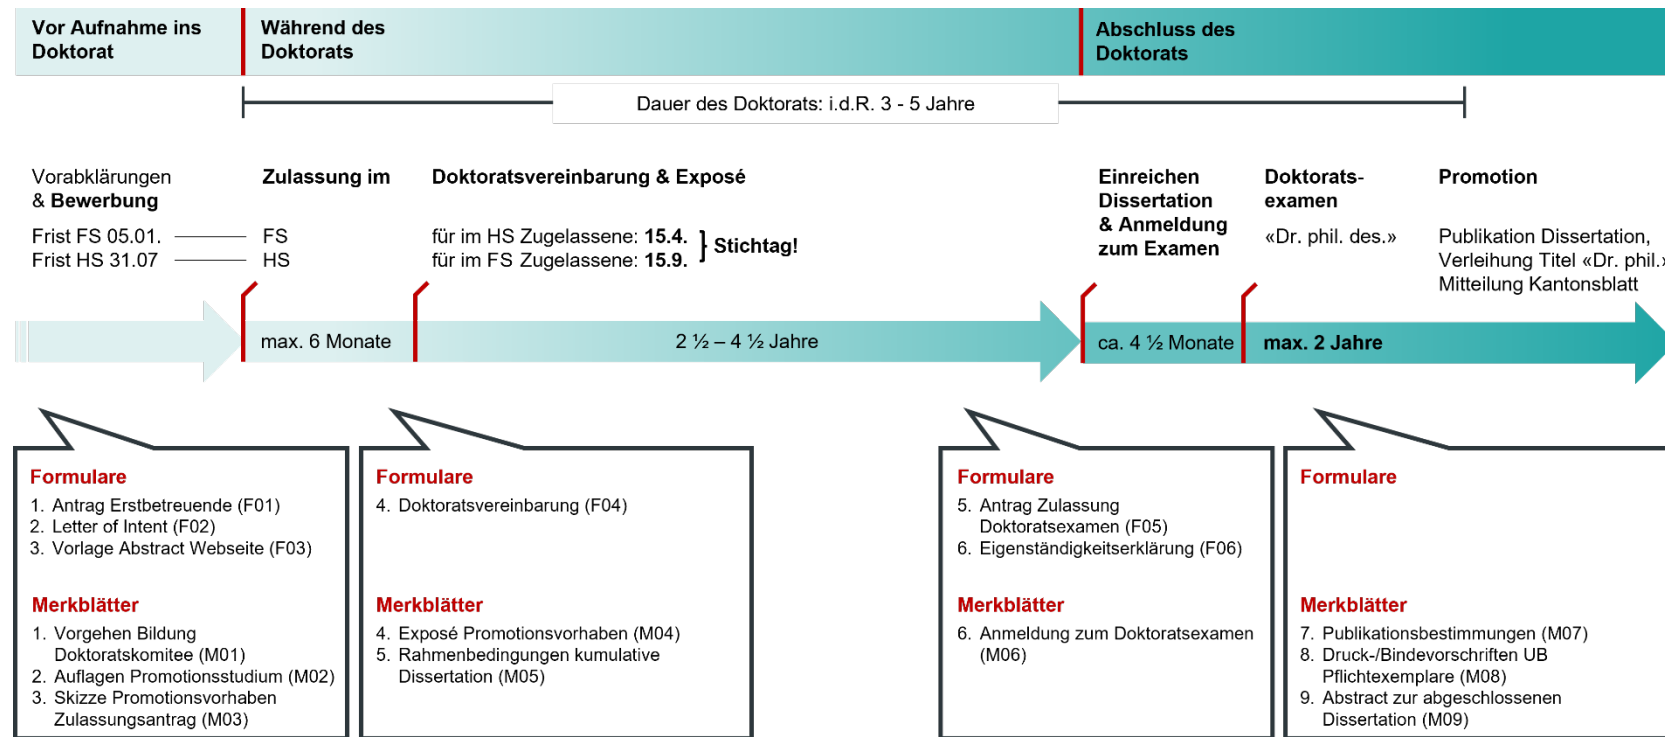 Vor Aufnahme ins
Doktorat
Während des
Doktorats
Abschluss des
Doktorats
Dauer des Doktorats: i.d.R. 3 - 5 Jahre
Vorabklärungen
& Bewerbung
Frist FS 05.01.
Frist HS 31.07
Zulassung im
FS
HS
Doktoratsvereinbarung & Exposé
für im HS Zugelassene: 15.4.
für im FS Zugelassene: 15.9.
} Stichtag!
Einreichen
Dissertation
& Anmeldung
zum Examen
Doktorats-
examen
«Dr. phil. des.»
Promotion
Publikation Dissertation,
Verleihung Titel «Dr. phil.»
Mitteilung Kantonsblatt
max. 6 Monate
2 ½ – 4 ½ Jahre
ca. 4 ½ Monate
max. 2 Jahre
Formulare
1. Antrag Erstbetreuende (F01)
2. Letter of Intent (F02)
3. Vorlage Abstract Webseite (F03)
Merkblätter
1. Vorgehen Bildung
Doktoratskomitee (M01)
2. Auflagen Promotionsstudium (M02)
3. Skizze Promotionsvorhaben
Zulassungsantrag (M03)
Formulare
4. Doktoratsvereinbarung (F04)
Merkblätter
4. Exposé Promotionsvorhaben (M04)
5. Rahmenbedingungen kumulative
Dissertation (M05)
Formulare
5. Antrag Zulassung
Doktoratsexamen (F05)
6. Eigenständigkeitserklärung (F06)
Merkblätter
6. Anmeldung zum Doktoratsexamen
(M06)
Formulare
Merkblätter
7. Publikationsbestimmungen (M07)
8. Druck-/Bindevorschriften UB
Pflichtexemplare (M08)
9. Abstract zur abgeschlossenen
Dissertation (M09)